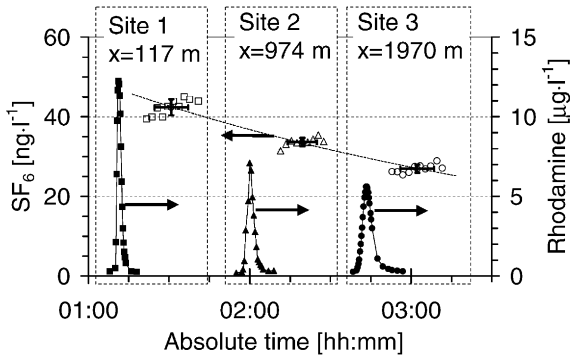 Site 1
x=117 m
Site 2
x=974 m
Site 3
x=1970 m
60
40
20
0
SF6 [ng·l-1]
15
10
5
0
Rhodamine [µg·l-1]
01:00
02:00
03:00
Absolute time [hh:mm]